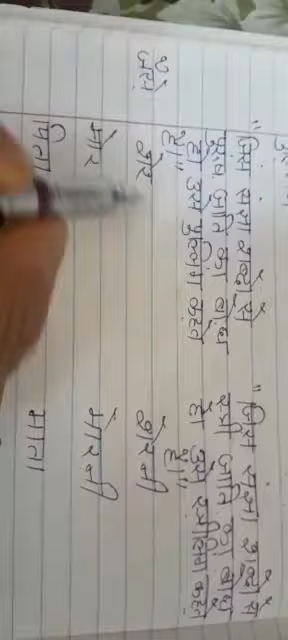 "जिस संज्ञा शब्दों से
पुरूष जाति का बोध
हो उसे पुल्लिंग कहते
है।"
"जिस संज्ञा शब्दों से
स्त्री जाति का बोध
हो उसे स्त्रीलिंग कहते
है।"
जैसे शेर शेरनी
मोर मोरनी
पिता माता